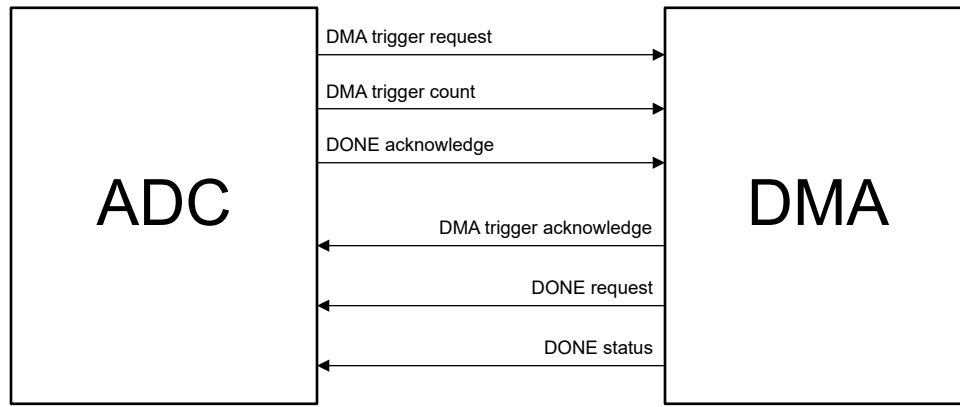 DMA trigger request
DMA trigger count
DONE acknowledge
ADC
DMA
DMA trigger acknowledge
DONE request
DONE status